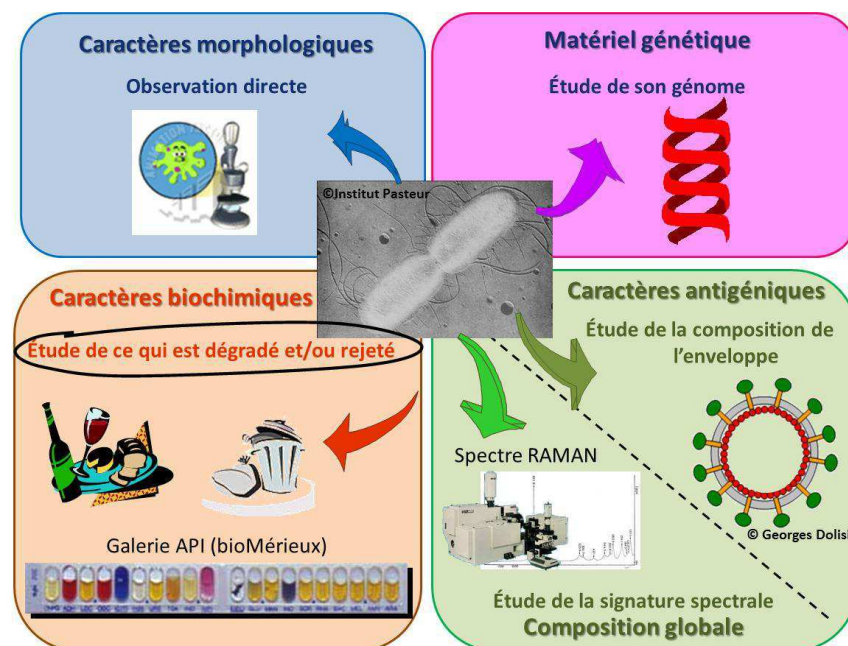 Caractères morphologiques
Observation directe
Matériel génétique
Étude de son génome
©Institut Pasteur
Caractères biochimiques
Étude de ce qui est dégradé et/ou rejeté
Galerie API (bioMérieux)
Caractères antigéniques
Étude de la composition de
l'enveloppe
Spectre RAMAN
© Georges Dolisi
Étude de la signature spectrale
Composition globale